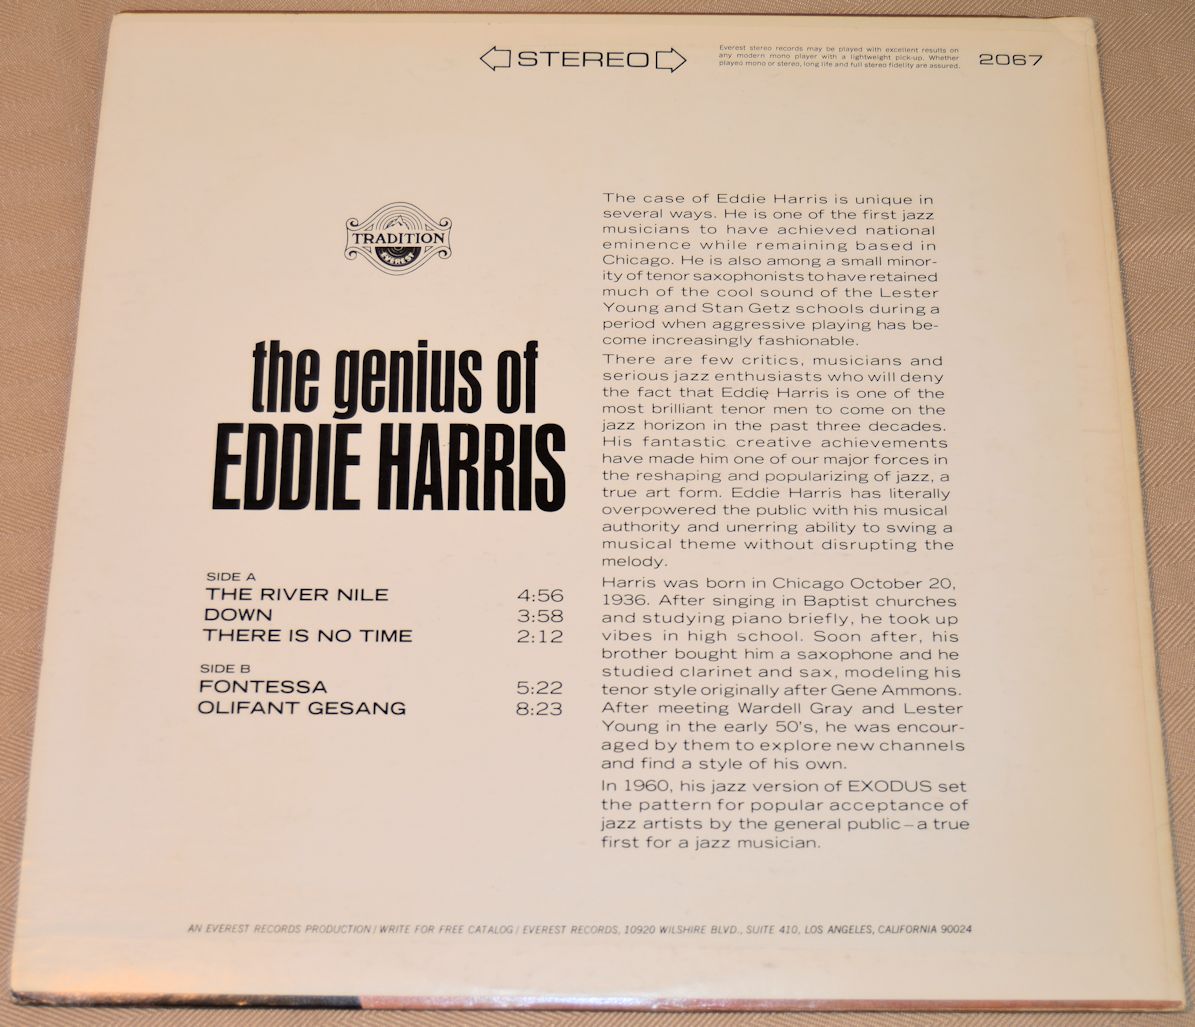 STEREO
Everest stereo records may be played with excellent results on
any modern mono player with a lightweight pick-up. Whether
played mono or stereo, long life and full stereo fidelity are assured.
2067
TRADITION
EVEREST
the genius of
EDDIE HARRIS
SIDE A
THE RIVER NILE 4:56
DOWN 3:58
THERE IS NO TIME 2:12
SIDE B
FONTESSA 5:22
OLIFANT GESANG 8:23
The case of Eddie Harris is unique in
several ways. He is one of the first jazz
musicians to have achieved national
eminence while remaining based in
Chicago. He is also among a small minor-
ity of tenor saxophonists to have retained
much of the cool sound of the Lester
Young and Stan Getz schools during a
period when aggressive playing has be-
come increasingly fashionable.
There are few critics, musicians and
serious jazz enthusiasts who will deny
the fact that Eddie Harris is one of the
most brilliant tenor men to come on the
jazz horizon in the past three decades.
His fantastic creative achievements
have made him one of our major forces in
the reshaping and popularizing of jazz, a
true art form. Eddie Harris has literally
overpowered the public with his musical
authority and unerring ability to swing a
musical theme without disrupting the
melody.
Harris was born in Chicago October 20,
1936. After singing in Baptist churches
and studying piano briefly, he took up
vibes in high school. Soon after, his
brother bought him a saxophone and he
studied clarinet and sax, modeling his
tenor style originally after Gene Ammons.
After meeting Wardell Gray and Lester
Young in the early 50's, he was encour-
aged by them to explore new channels
and find a style of his own.
In 1960, his jazz version of EXODUS set
the pattern for popular acceptance of
jazz artists by the general public–a true
first for a jazz musician.
AN EVEREST RECORDS PRODUCTION / WRITE FOR FREE CATALOG / EVEREST RECORDS, 10920 WILSHIRE BLVD., SUITE 410, LOS ANGELES, CALIFORNIA 90024